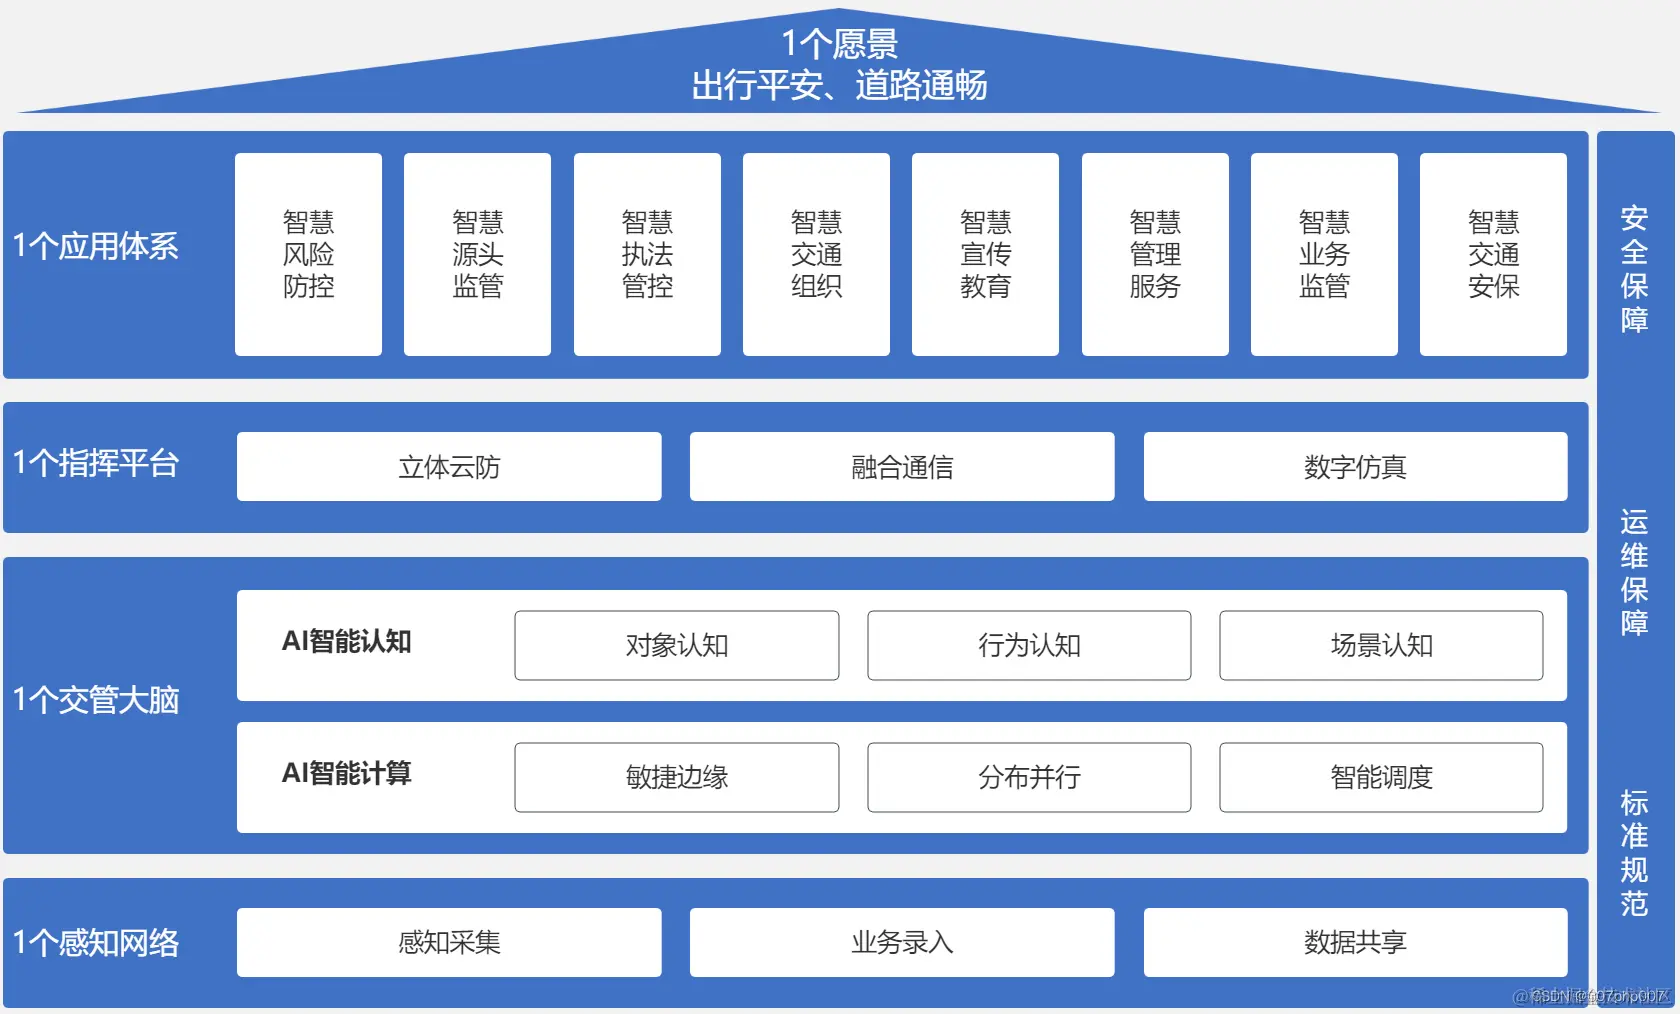 1个愿景
出行平安、道路通畅
1个应用体系
智慧
风险
防控
智慧
源头
监管
智慧
执法
管控
智慧
交通
组织
智慧
宣传
教育
智慧
管理
服务
智慧
业务
监管
智慧
交通
安保
1个指挥平台
立体云防
融合通信
数字仿真
1个交管大脑
AI智能认知
对象认知
行为认知
场景认知
AI智能计算
敏捷边缘
分布并行
智能调度
1个感知网络
感知采集
业务录入
数据共享
安全保障
运维保障
标准规范